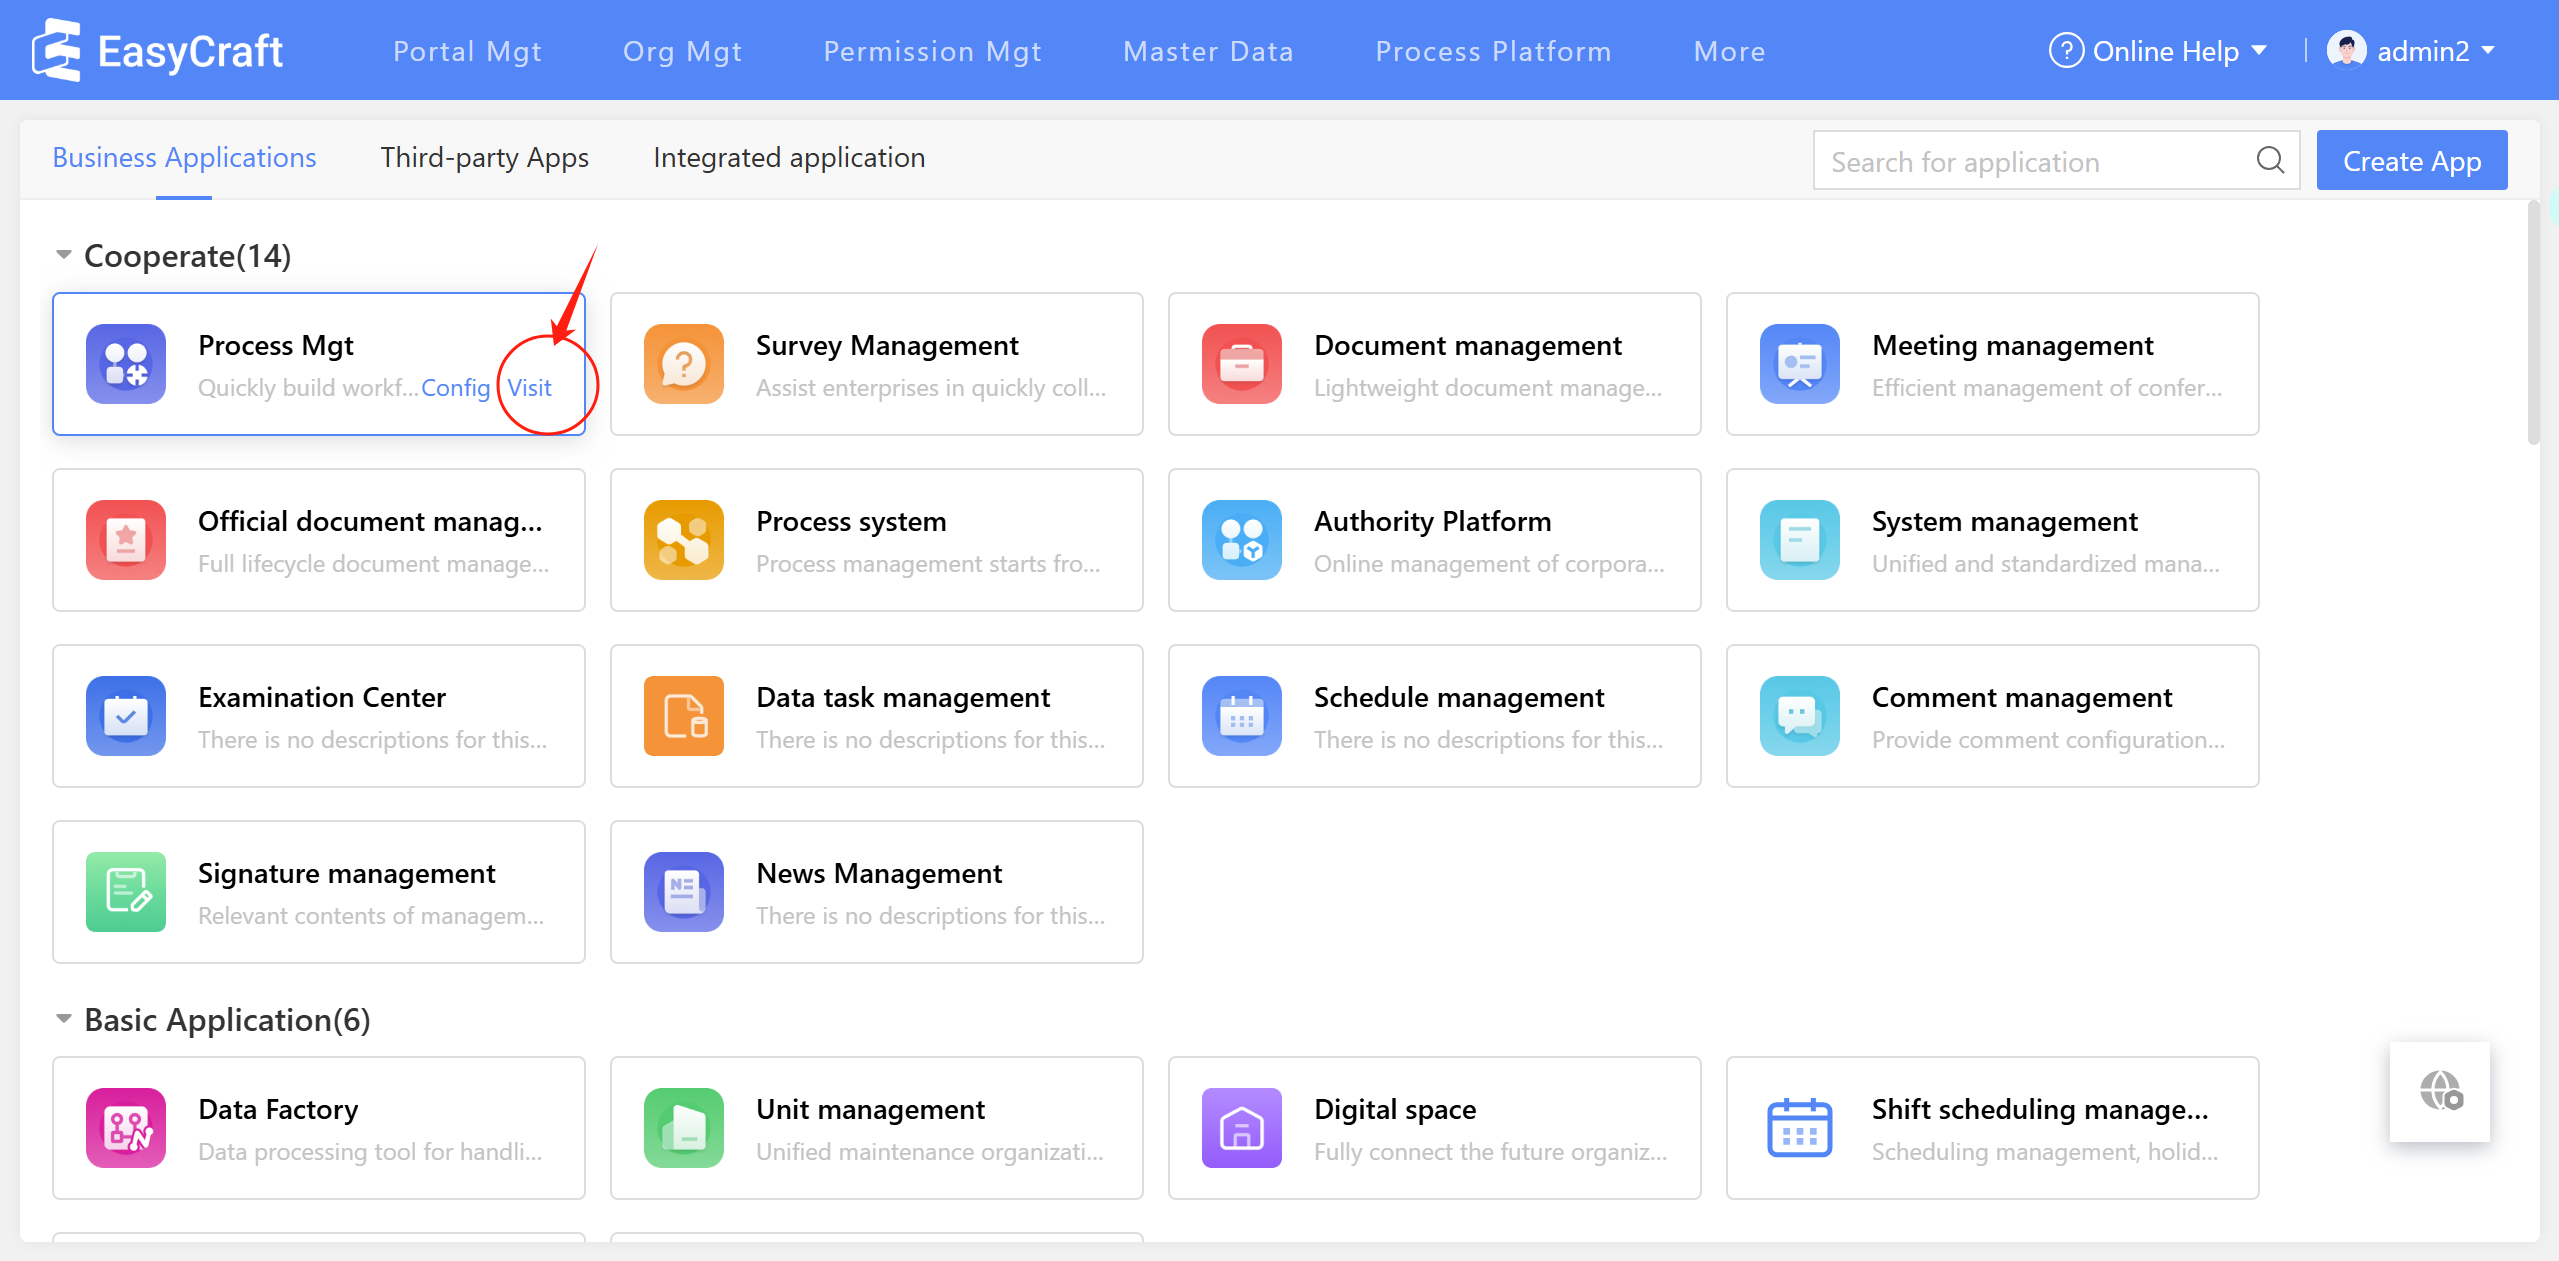 EasyCraft
Portal Mgt
Org Mgt
Permission Mgt
Master Data
Process Platform
More
Online Help
admin2
Business Applications
Third-party Apps
Integrated application
Search for application
Create App
Cooperate(14)
Process Mgt
Quickly build workf...
Config
Visit
Survey Management
Assist enterprises in quickly coll...
Document management
Lightweight document manage...
Meeting management
Efficient management of confer...
Official document manag...
Full lifecycle document manage...
Process system
Process management starts fro...
Authority Platform
Online management of corpora...
System management
Unified and standardized mana...
Examination Center
There is no descriptions for this...
Data task management
There is no descriptions for this...
Schedule management
There is no descriptions for this...
Comment management
Provide comment configuration...
Signature management
Relevant contents of managem...
News Management
There is no descriptions for this...
Basic Application(6)
Data Factory
Data processing tool for handli...
Unit management
Unified maintenance organizati...
Digital space
Fully connect the future organiz...
Shift scheduling manage...
Scheduling management, holid...